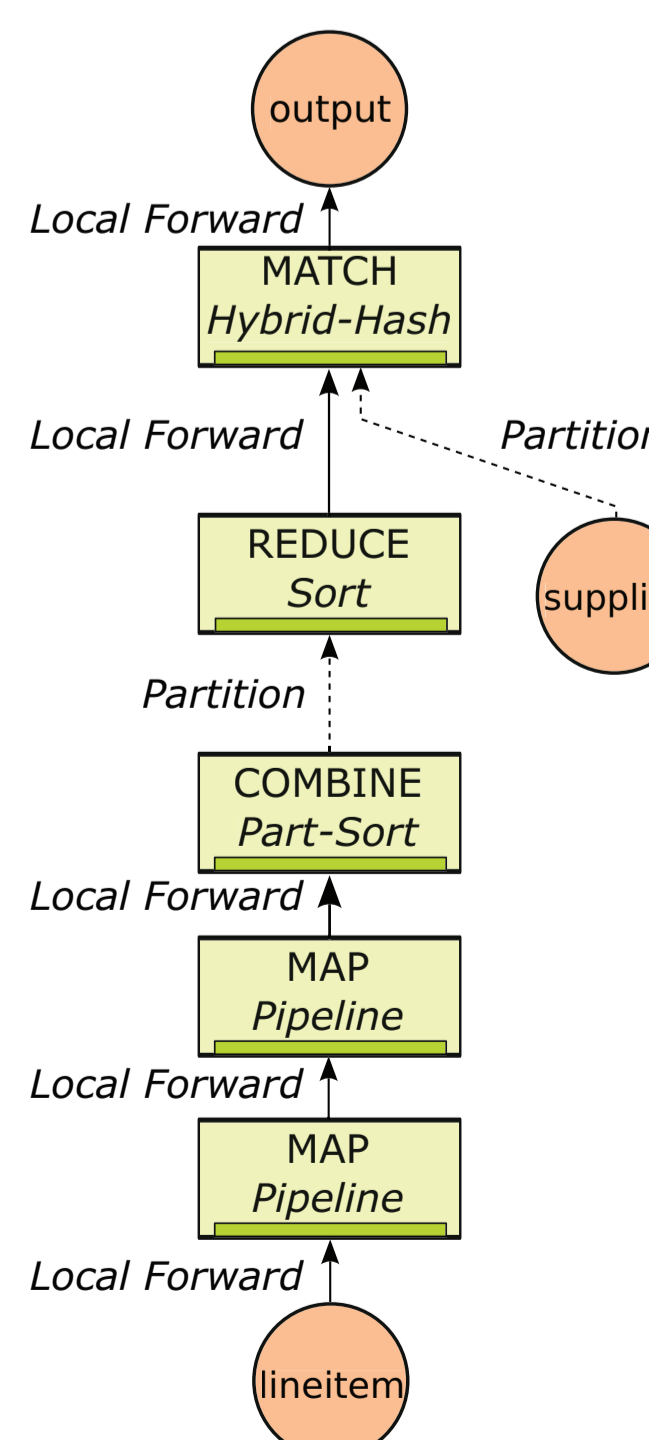 output
Local Forward
MATCH
Hybrid-Hash
Local Forward
REDUCE
Sort
Partition
COMBINE
Part-Sort
Local Forward
MAP
Pipeline
Local Forward
MAP
Pipeline
Local Forward
lineitem